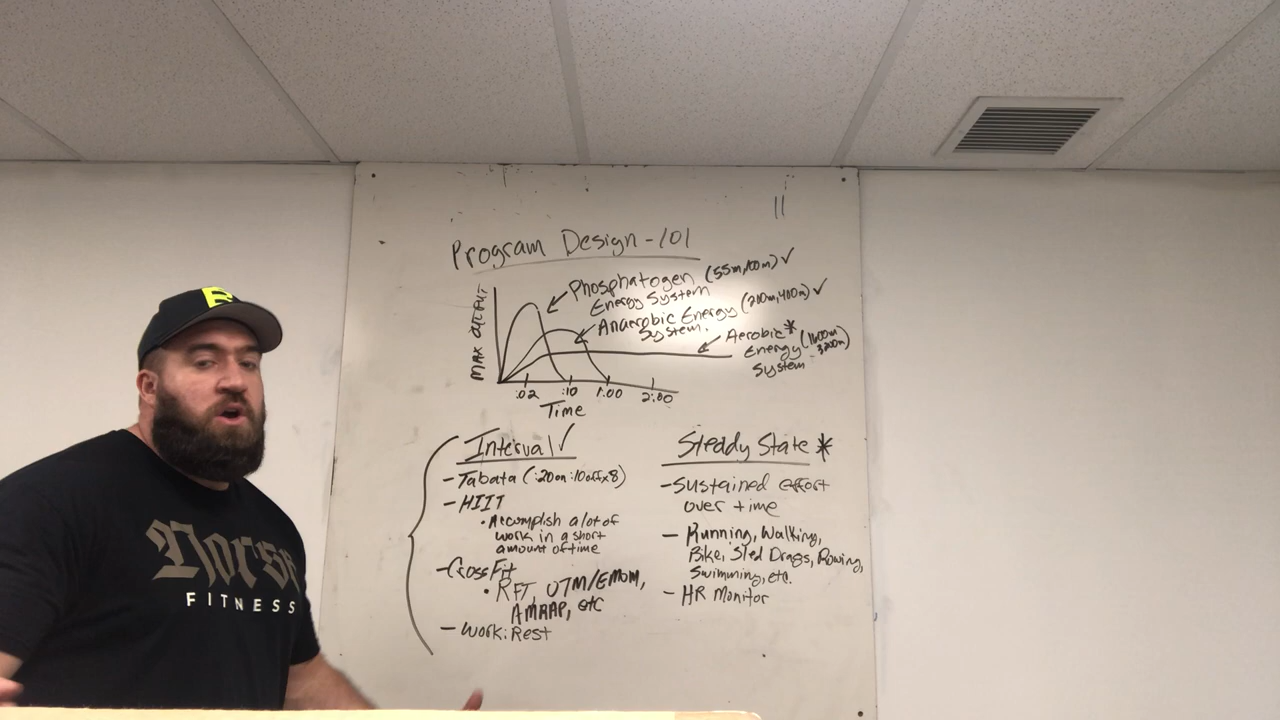 Program Design-101
Phosphatogen (55m,100m) ✓
Energy System
Anaerobic Energy (200m,400m) ✓
System.
Aerobic* (1600m
Energy 3200m)
System
MAX OUTPUT
:02 :10 1:00 2:00
Time
Interval ✓
- Tabata (:20on :10off x8)
- HIIT
• Accomplish a lot of
work in a short
amount of time
- CrossFit
• RFT, OTM/EMOM,
AMRAP, etc
- Work:Rest
Steady State *
- Sustained effort
over time
- Running, Walking,
Bike, Sled Drags, Rowing,
Swimming, etc.
- HR Monitor
Norse
FITNESS